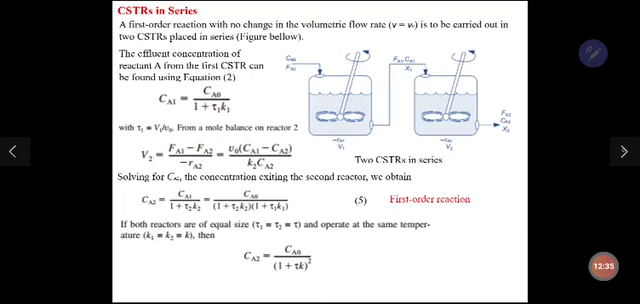 CSTRs in Series
A first-order reaction with no change in the volumetric flow rate (v = vₒ) is to be carried out in
two CSTRs placed in series (Figure bellow).
The effluent concentration of
reactant A from the first CSTR can
be found using Equation (2)
C_A1 = C_A0 / (1 + τ₁k₁)
with τ₁ = V₁/v₀. From a mole balance on reactor 2
V₂ = (F_A1 − F_A2) / −r_A2 = v₀(C_A1 − C_A2) / k₂C_A2
C_A0
F_A1, C_A1
X₁
−r_A1
V₁
−r_A2
V₂
F_A2
C_A2
X₂
Two CSTRs in series
Solving for C_A2, the concentration exiting the second reactor, we obtain
C_A2 = C_A1 / (1 + τ₂k₂) = C_A0 / (1 + τ₂k₂)(1 + τ₁k₁) (5) First-order reaction
If both reactors are of equal size (τ₁ = τ₂ = τ) and operate at the same temper-
ature (k₁ = k₂ = k), then
C_A2 = C_A0 / (1 + τk)²
12:35